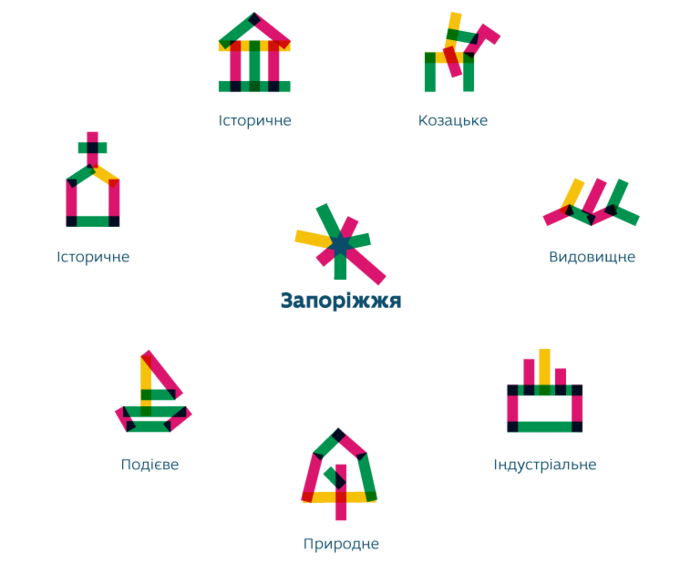 Історичне
Козацьке
Історичне
Видовищне
Запоріжжя
Подієве
Індустріальне
Природне